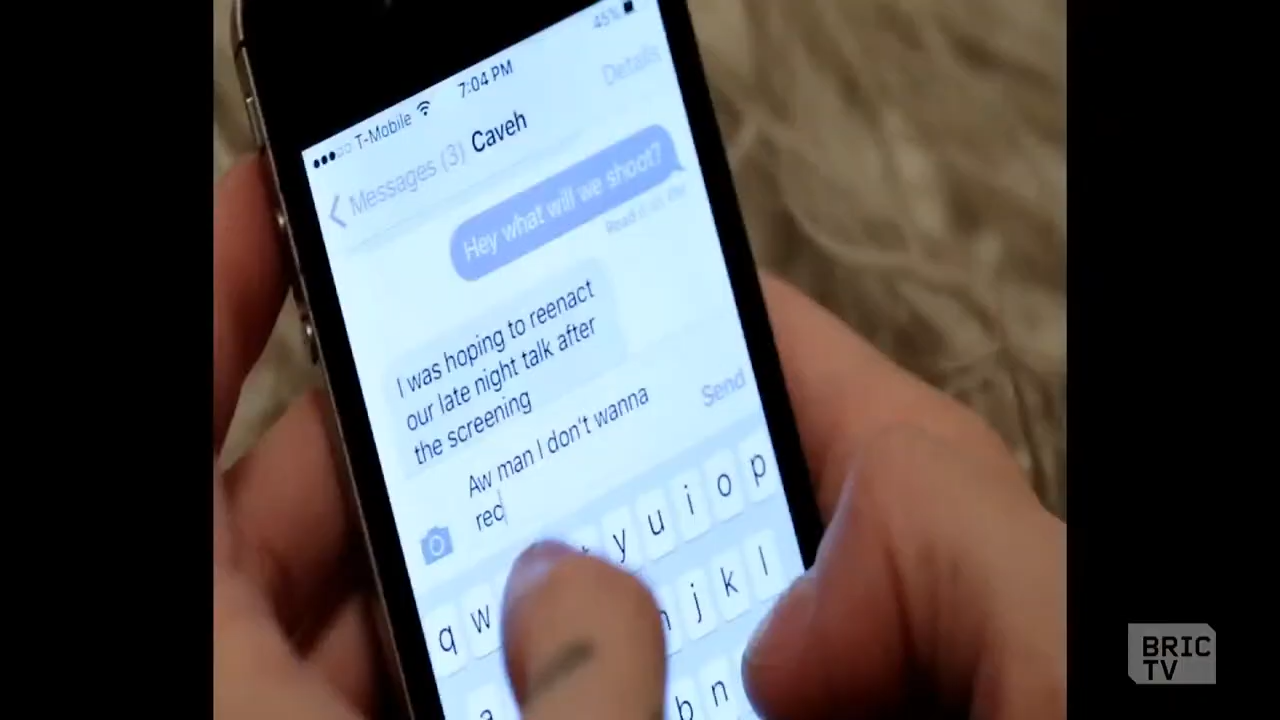 45%
T-Mobile 7:04 PM
Messages (3) Caveh Details
Hey what will we shoot?
Read
I was hoping to reenact
our late night talk after
the screening
Aw man I don't wanna
rec
Send
q w y u i o p
j k l
b n
BRIC
TV